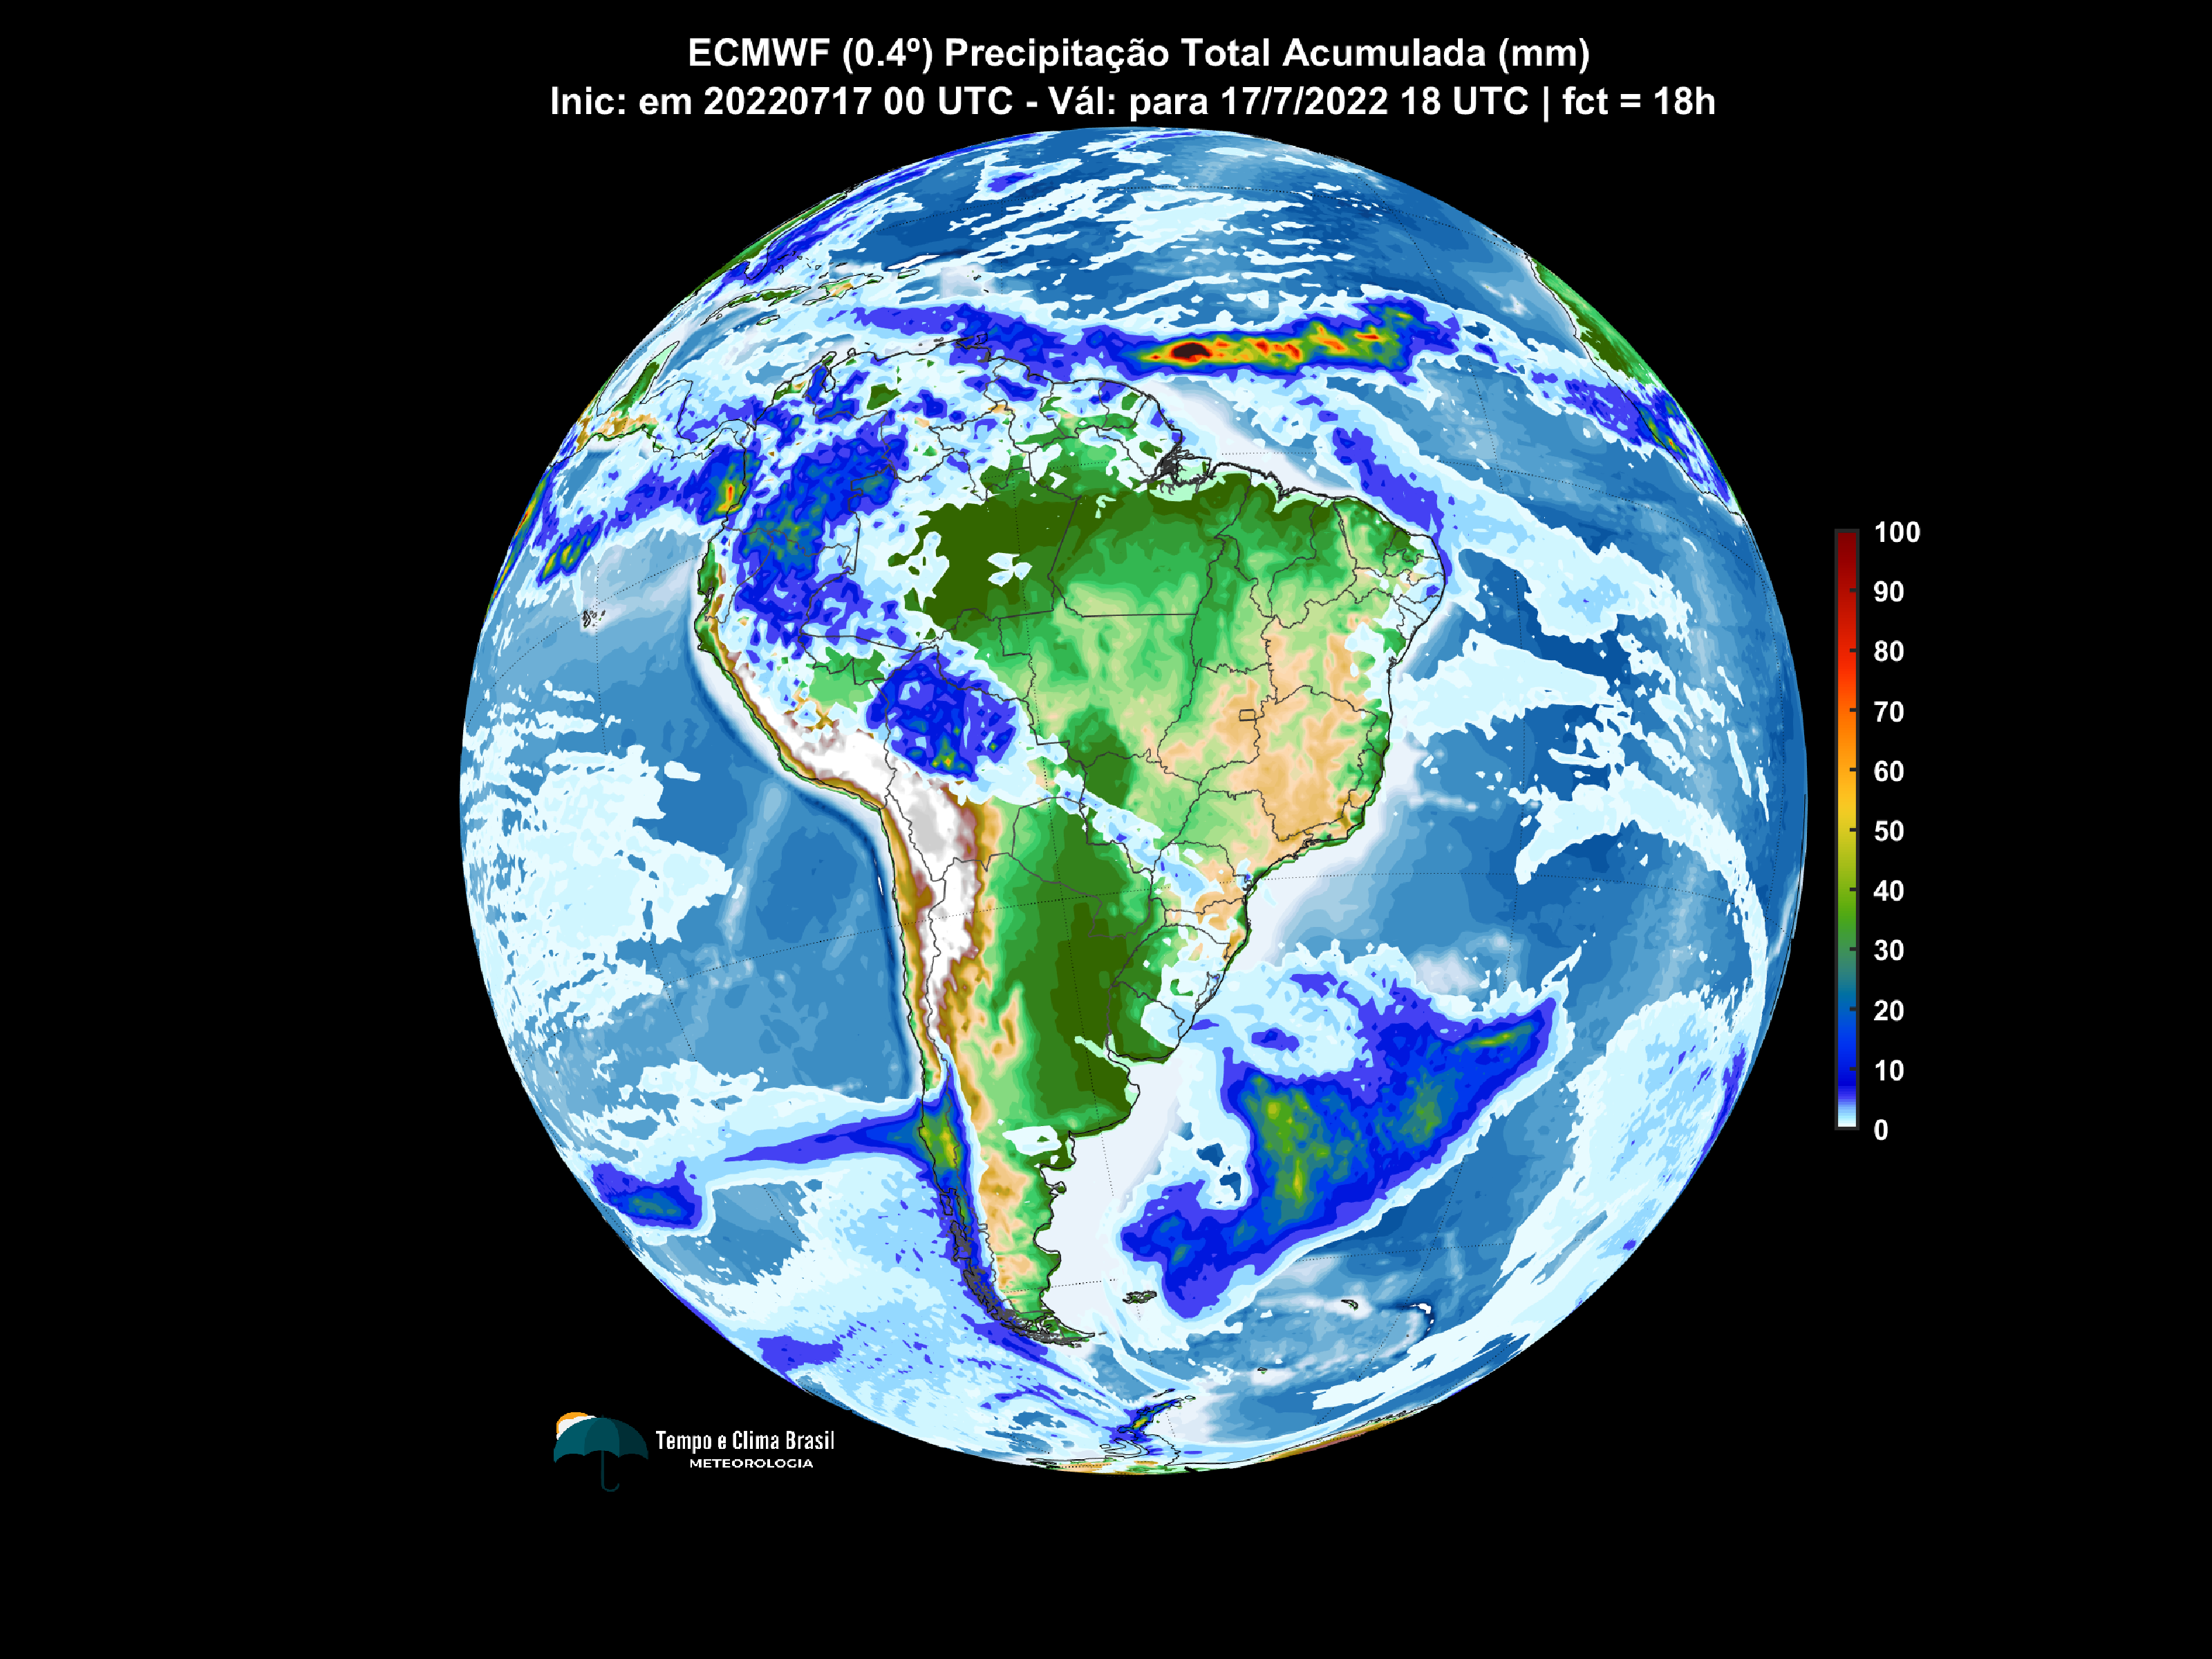 ECMWF (0.4º) Precipitação Total Acumulada (mm)
Inic: em 20220717 00 UTC - Vál: para 17/7/2022 18 UTC | fct = 18h
100
90
80
70
60
50
40
30
20
10
0
Tempo e Clima Brasil
METEOROLOGIA